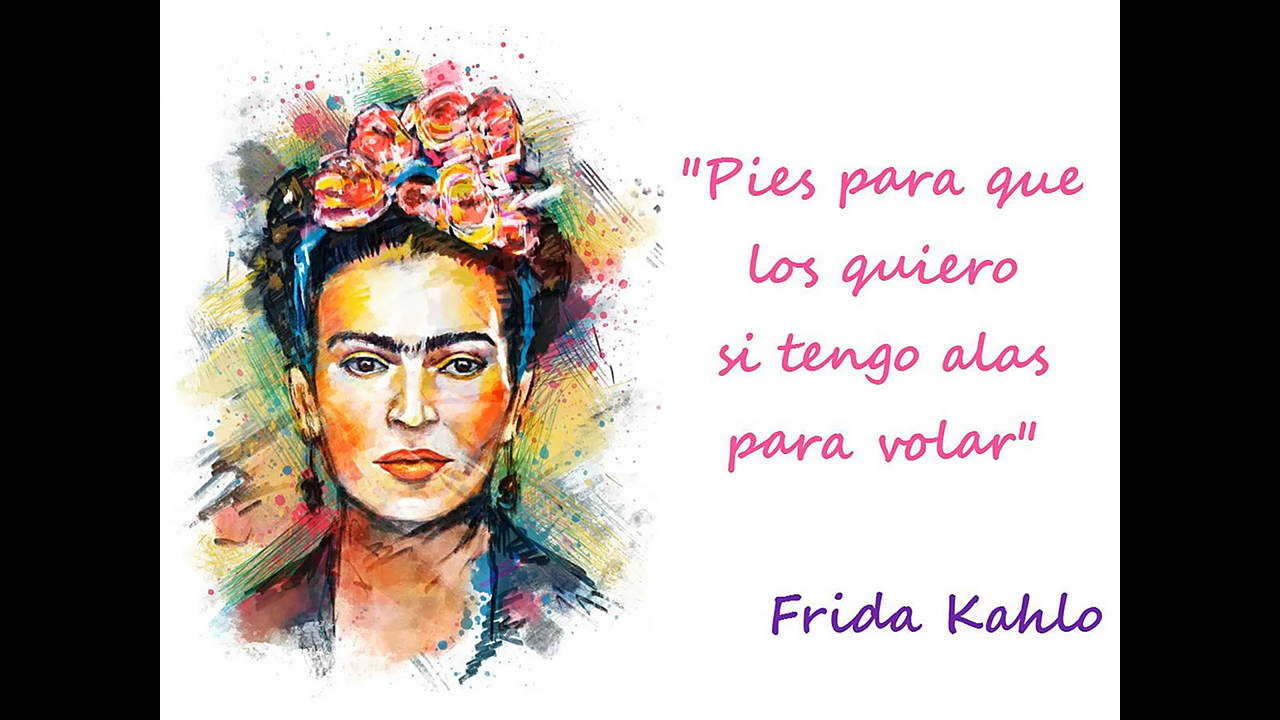 "Pies para que
los quiero
si tengo alas
para volar"
Frida Kahlo